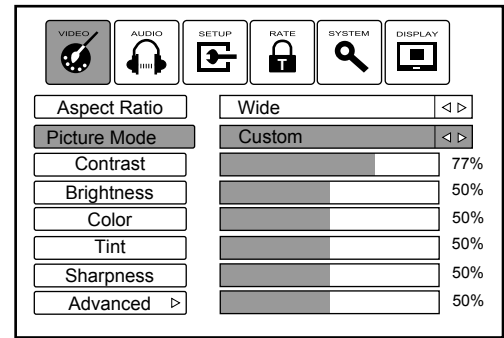 VIDEO AUDIO SETUP RATE SYSTEM DISPLAY
T
Aspect Ratio Wide
Picture Mode Custom
Contrast 77%
Brightness 50%
Color 50%
Tint 50%
Sharpness 50%
Advanced 50%